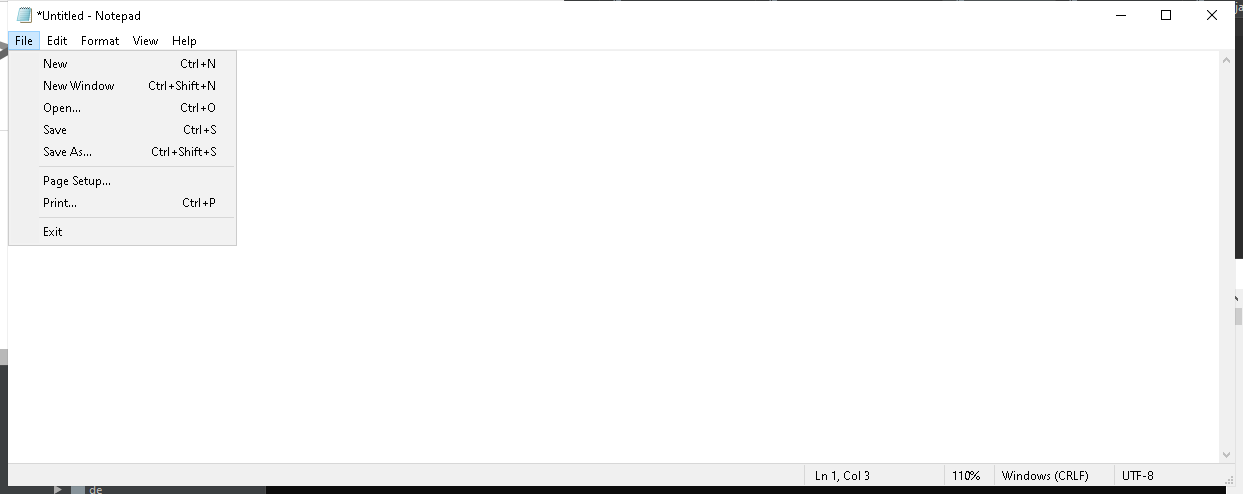 *Untitled - Notepad
File Edit Format View Help
New Ctrl+N
New Window Ctrl+Shift+N
Open... Ctrl+O
Save Ctrl+S
Save As... Ctrl+Shift+S
Page Setup... 
Print... Ctrl+P
Exit
Ln 1, Col 3 110% Windows (CRLF) UTF-8
de